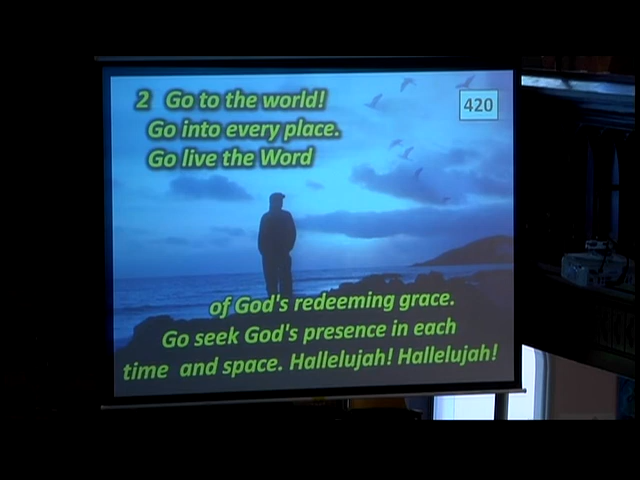 2 Go to the world!
420
Go into every place.
Go live the Word
of God's redeeming grace.
Go seek God's presence in each
time and space. Hallelujah! Hallelujah!